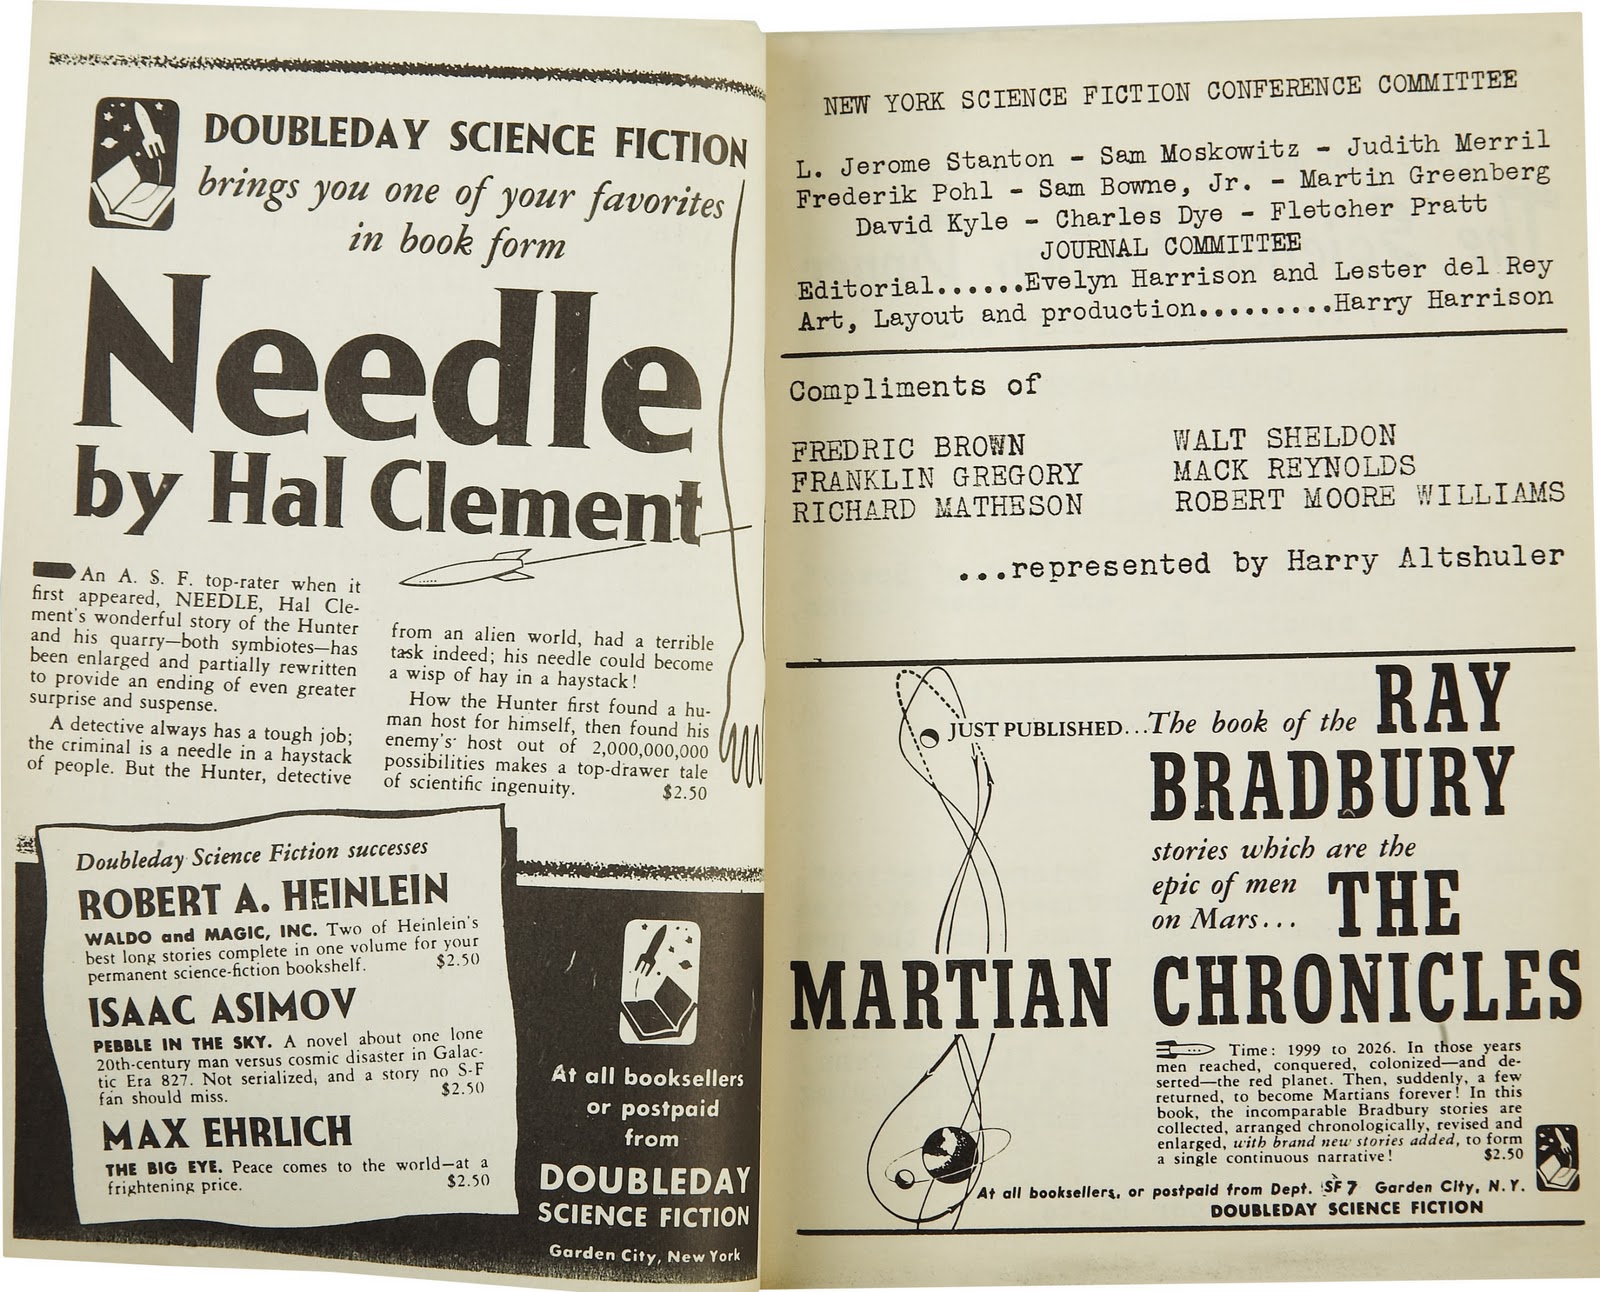 DOUBLEDAY SCIENCE FICTION
brings you one of your favorites
in book form
Needle
by Hal Clement
An A. S. F. top-rater when it
first appeared, NEEDLE, Hal Cle-
ment's wonderful story of the Hunter
and his quarry—both symbiotes—has
been enlarged and partially rewritten
to provide an ending of even greater
surprise and suspense.
A detective always has a tough job;
the criminal is a needle in a haystack
of people. But the Hunter, detective
from an alien world, had a terrible
task indeed; his needle could become
a wisp of hay in a haystack!
How the Hunter first found a hu-
man host for himself, then found his
enemy's host out of 2,000,000,000
possibilities makes a top-drawer tale
of scientific ingenuity. $2.50
Doubleday Science Fiction successes
ROBERT A. HEINLEIN
WALDO and MAGIC, INC. Two of Heinlein's
best long stories complete in one volume for your
permanent science-fiction bookshelf. $2.50
ISAAC ASIMOV
PEBBLE IN THE SKY. A novel about one lone
20th-century man versus cosmic disaster in Galac-
tic Era 827. Not serialized, and a story no S-F
fan should miss. $2.50
MAX EHRLICH
THE BIG EYE. Peace comes to the world—at a
frightening price. $2.50
At all booksellers
or postpaid
from
DOUBLEDAY
SCIENCE FICTION
Garden City, New York
NEW YORK SCIENCE FICTION CONFERENCE COMMITTEE
L. Jerome Stanton - Sam Moskowitz - Judith Merril
Frederik Pohl - Sam Bowne, Jr. - Martin Greenberg
David Kyle - Charles Dye - Fletcher Pratt
JOURNAL COMMITTEE
Editorial......Evelyn Harrison and Lester del Rey
Art, Layout and production.........Harry Harrison
Compliments of
FREDRIC BROWN WALT SHELDON
FRANKLIN GREGORY MACK REYNOLDS
RICHARD MATHESON ROBERT MOORE WILLIAMS
...represented by Harry Altshuler
JUST PUBLISHED...The book of the RAY
BRADBURY
stories which are the
epic of men
on Mars... THE
MARTIAN CHRONICLES
Time: 1999 to 2026. In those years
men reached, conquered, colonized—and de-
serted—the red planet. Then, suddenly, a few
returned, to become Martians forever! In this
book, the incomparable Bradbury stories are
collected, arranged chronologically, revised and
enlarged, with brand new stories added, to form
a single continuous narrative! $2.50
At all booksellers, or postpaid from Dept. SF 7 Garden City, N.Y.
DOUBLEDAY SCIENCE FICTION